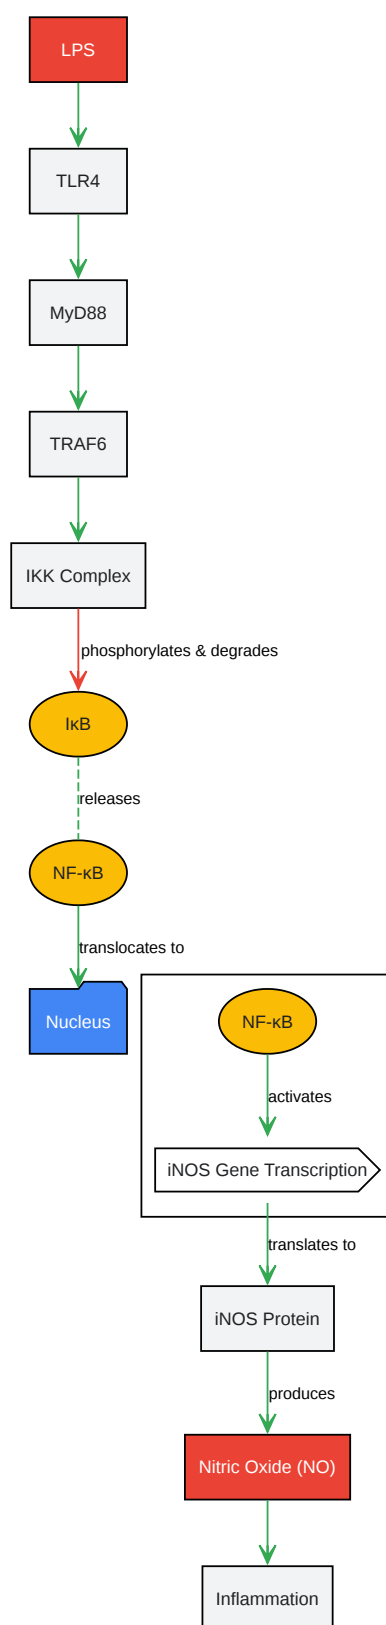 LPS
TLR4
MyD88
TRAF6
IKK Complex
phosphorylates & degrades
IκB
releases
NF-κB
translocates to
Nucleus
NF-κB
activates
iNOS Gene Transcription
translates to
iNOS Protein
produces
Nitric Oxide (NO)
Inflammation